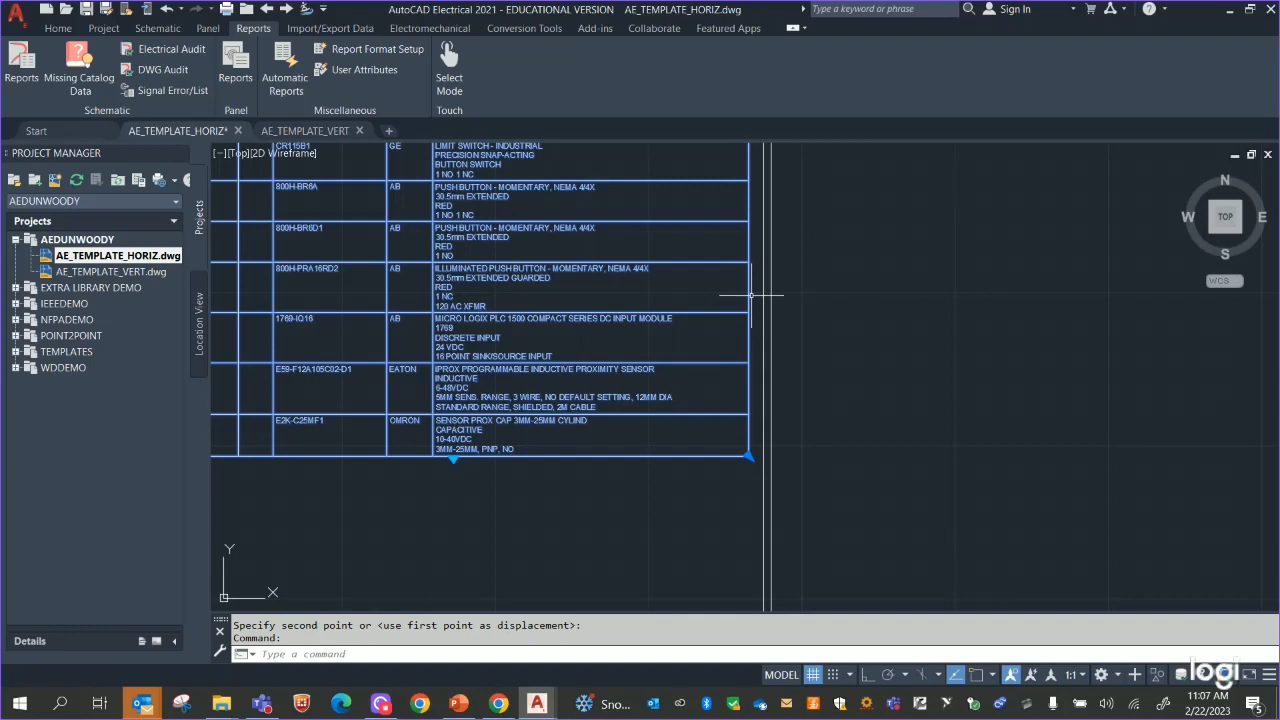 AutoCAD Electrical 2021 - EDUCATIONAL VERSION AE_TEMPLATE_HORIZ.dwg
Type a keyword or phrase
Sign In
Home Project Schematic Panel Reports Import/Export Data Electromechanical Conversion Tools Add-ins Collaborate Featured Apps
Reports
Missing Catalog
Data
Electrical Audit
DWG Audit
Signal Error/List
Reports
Automatic
Reports
Report Format Setup
User Attributes
Select
Mode
Schematic
Panel
Miscellaneous
Touch
Start
AE_TEMPLATE_HORIZ*
AE_TEMPLATE_VERT
PROJECT MANAGER
AEDUNWOODY
Projects
AEDUNWOODY
AE_TEMPLATE_HORIZ.dwg
AE_TEMPLATE_VERT.dwg
EXTRA LIBRARY DEMO
IEEEDEMO
NFPADEMO
POINT2POINT
TEMPLATES
WDDEMO
Details
Projects
Location View
[−][Top][2D Wireframe]
CR115B1 GE LIMIT SWITCH - INDUSTRIAL
PRECISION SNAP-ACTING
BUTTON SWITCH
1 NO 1 NC
800H-BR6A AB PUSH BUTTON - MOMENTARY, NEMA 4/4X
30.5mm EXTENDED
RED
1 NO 1 NC
800H-BR6D1 AB PUSH BUTTON - MOMENTARY, NEMA 4/4X
30.5mm EXTENDED
RED
1 NO
800H-PRA16RD2 AB ILLUMINATED PUSH BUTTON - MOMENTARY, NEMA 4/4X
30.5mm EXTENDED GUARDED
RED
1 NC
120 AC XFMR
1769-IQ16 AB MICRO LOGIX PLC 1500 COMPACT SERIES DC INPUT MODULE
1769
DISCRETE INPUT
24 VDC
16 POINT SINK/SOURCE INPUT
E59-F12A105C02-D1 EATON IPROX PROGRAMMABLE INDUCTIVE PROXIMITY SENSOR
INDUCTIVE
6-48VDC
5MM SENS. RANGE, 3 WIRE, NO DEFAULT SETTING, 12MM DIA
STANDARD RANGE, SHIELDED, 2M CABLE
E2K-C25MF1 OMRON SENSOR PROX CAP 3MM-25MM CYLIND
CAPACITIVE
10-40VDC
3MM-25MM, PNP, NO
N
W TOP E
S
WCS
Y
X
Specify second point or <use first point as displacement>:
Command:
Type a command
MODEL
1:1
logi
Sno...
11:07 AM
2/22/2023
5